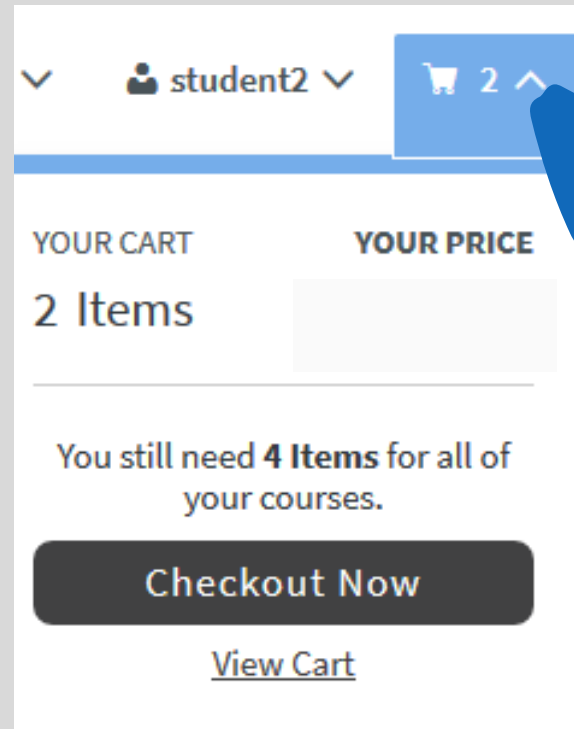 student2 2
YOUR CART YOUR PRICE
2 Items
You still need 4 Items for all of
your courses.
Checkout Now
View Cart